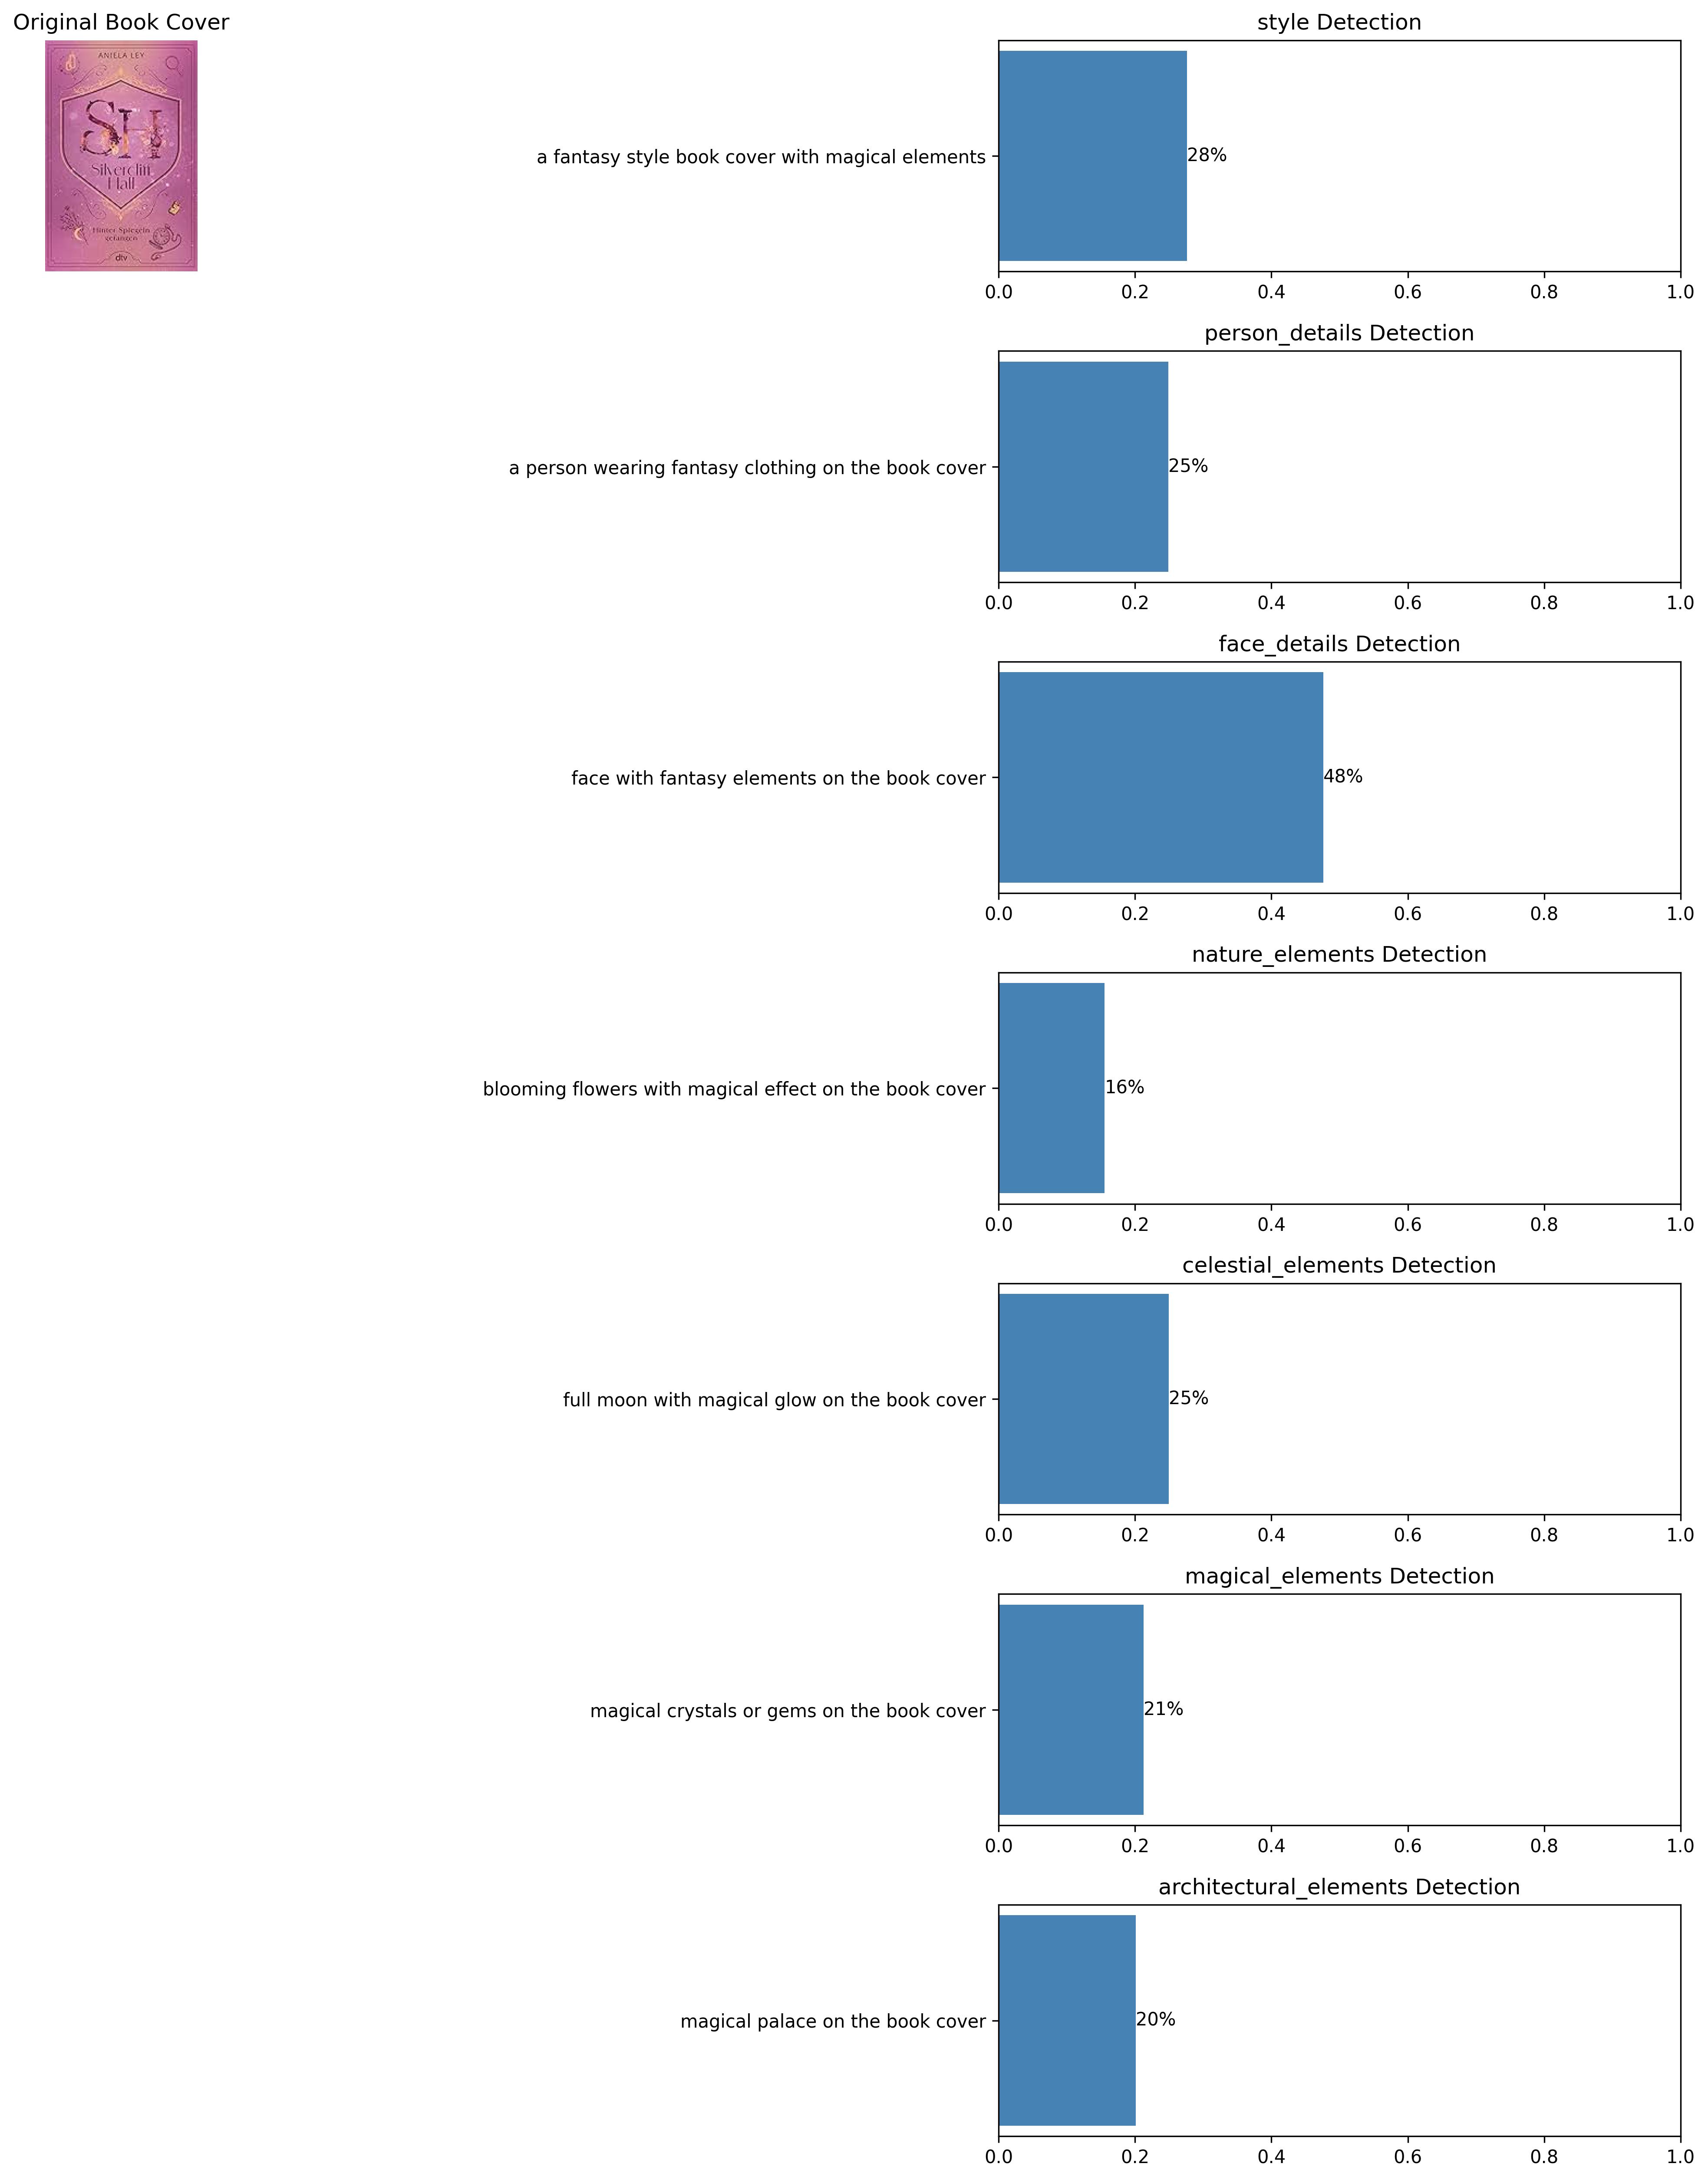 Original Book Cover
ANIELA LEY
SH
Silverclin
Hall
Hinter Spiegeln
gefangen
dtv
style Detection
a fantasy style book cover with magical elements
28%
0.0 0.2 0.4 0.6 0.8 1.0
person_details Detection
a person wearing fantasy clothing on the book cover
25%
0.0 0.2 0.4 0.6 0.8 1.0
face_details Detection
face with fantasy elements on the book cover
48%
0.0 0.2 0.4 0.6 0.8 1.0
nature_elements Detection
blooming flowers with magical effect on the book cover
16%
0.0 0.2 0.4 0.6 0.8 1.0
celestial_elements Detection
full moon with magical glow on the book cover
25%
0.0 0.2 0.4 0.6 0.8 1.0
magical_elements Detection
magical crystals or gems on the book cover
21%
0.0 0.2 0.4 0.6 0.8 1.0
architectural_elements Detection
magical palace on the book cover
20%
0.0 0.2 0.4 0.6 0.8 1.0